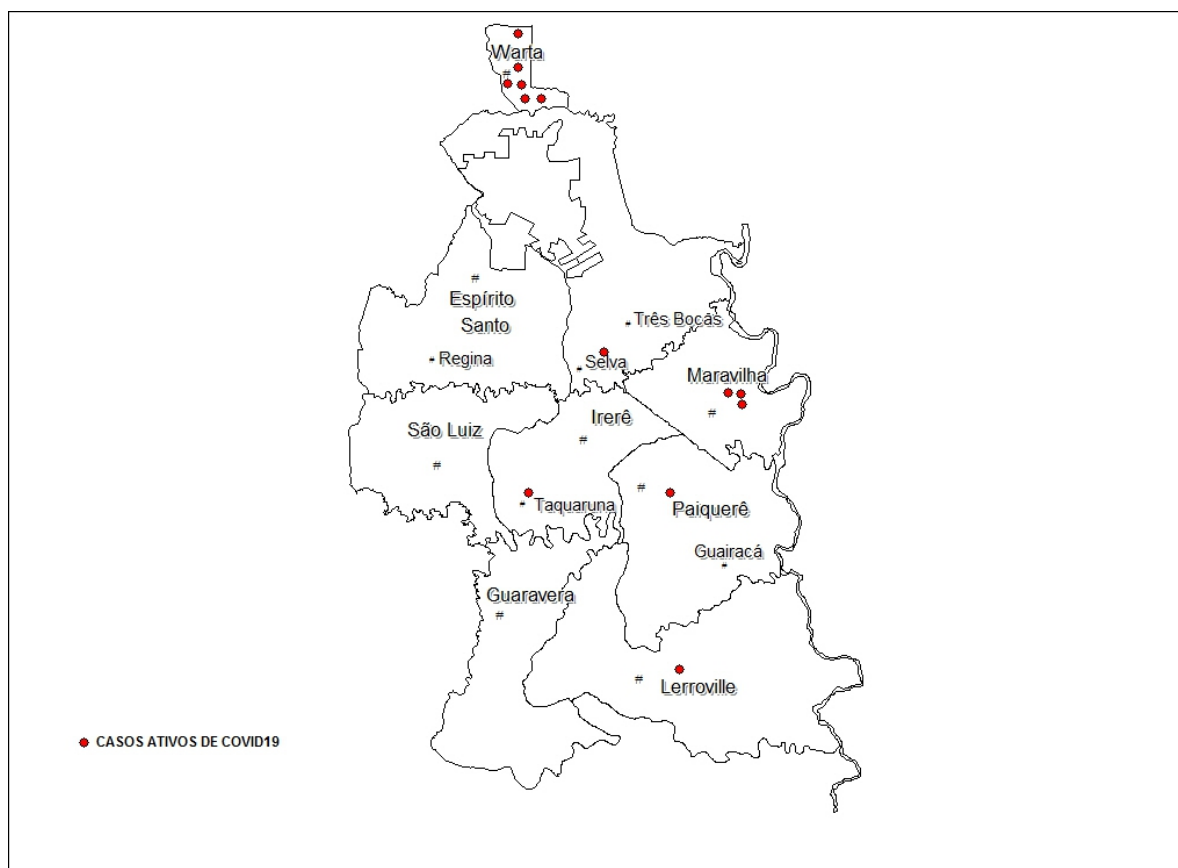 Warta
#
#
Espírito
Santo
Três Bocas
Regina
Selva
Maravilha
#
Irerê
#
São Luiz
#
#
Taquaruna
Paiquerê
Guairacá
Guaravera
#
#
Lerroville
CASOS ATIVOS DE COVID19